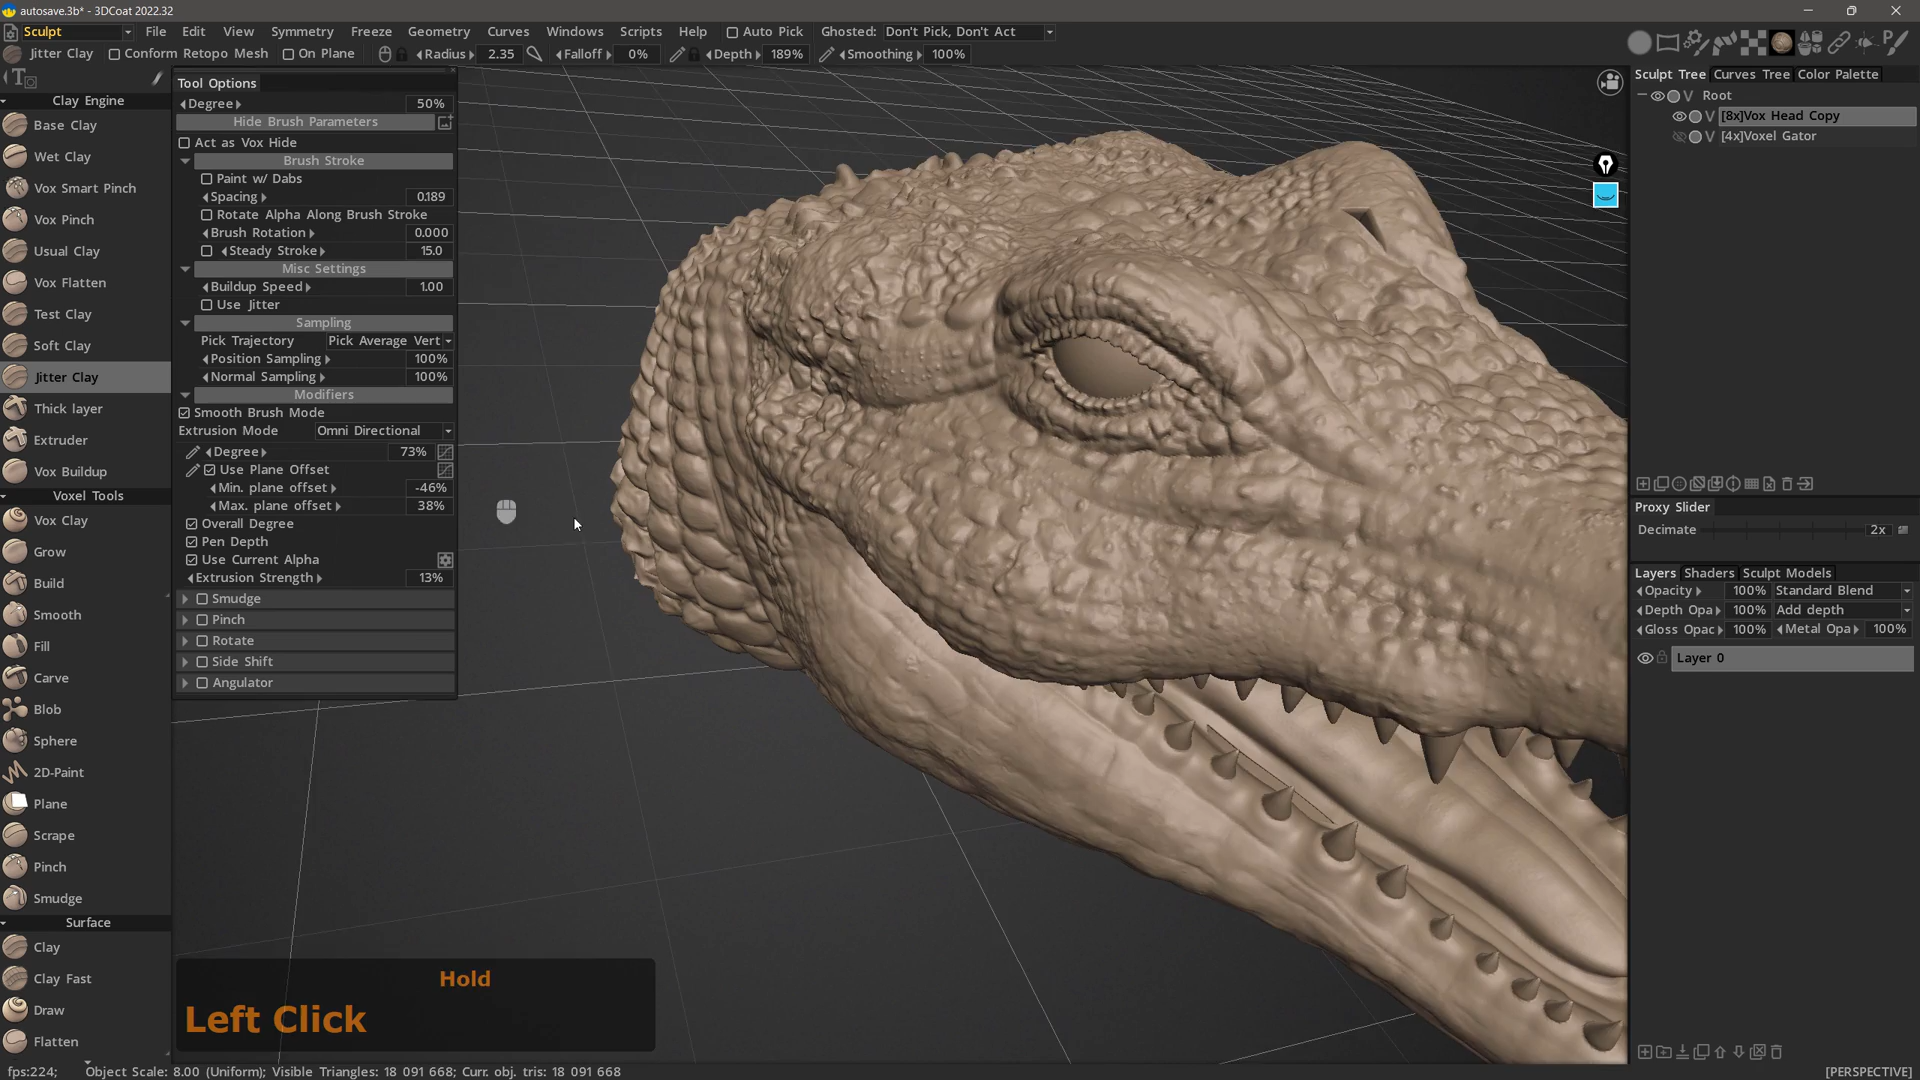 autosave.3b* - 3DCoat 2022.32
Sculpt File Edit View Symmetry Freeze Geometry Curves Windows Scripts Help Auto Pick Ghosted: Don't Pick, Don't Act
Jitter Clay Conform Retopo Mesh On Plane Radius 2.35 Falloff 0% Depth 189% Smoothing 100%
Clay Engine
Base Clay
Wet Clay
Vox Smart Pinch
Vox Pinch
Usual Clay
Vox Flatten
Test Clay
Soft Clay
Jitter Clay
Thick layer
Extruder
Vox Buildup
Voxel Tools
Vox Clay
Grow
Build
Smooth
Fill
Carve
Blob
Sphere
2D-Paint
Plane
Scrape
Pinch
Smudge
Surface
Clay
Clay Fast
Draw
Flatten
Tool Options
Degree 50%
Hide Brush Parameters
Act as Vox Hide
Brush Stroke
Paint w/ Dabs
Spacing 0.189
Rotate Alpha Along Brush Stroke
Brush Rotation 0.000
Steady Stroke 15.0
Misc Settings
Buildup Speed 1.00
Use Jitter
Sampling
Pick Trajectory Pick Average Vert
Position Sampling 100%
Normal Sampling 100%
Modifiers
Smooth Brush Mode
Extrusion Mode Omni Directional
Degree 73%
Use Plane Offset
Min. plane offset -46%
Max. plane offset 38%
Overall Degree
Pen Depth
Use Current Alpha
Extrusion Strength 13%
Smudge
Pinch
Rotate
Side Shift
Angulator
Hold
Left Click
Sculpt Tree Curves Tree Color Palette
V Root
V [8x]Vox Head Copy
V [4x]Voxel Gator
Proxy Slider
Decimate 2x
Layers Shaders Sculpt Models
Opacity 100% Standard Blend
Depth Opa 100% Add depth
Gloss Opac 100% Metal Opa 100%
Layer 0
fps:224; Object Scale: 8.00 (Uniform); Visible Triangles: 18 091 668; Curr. obj. tris: 18 091 668 [PERSPECTIVE]